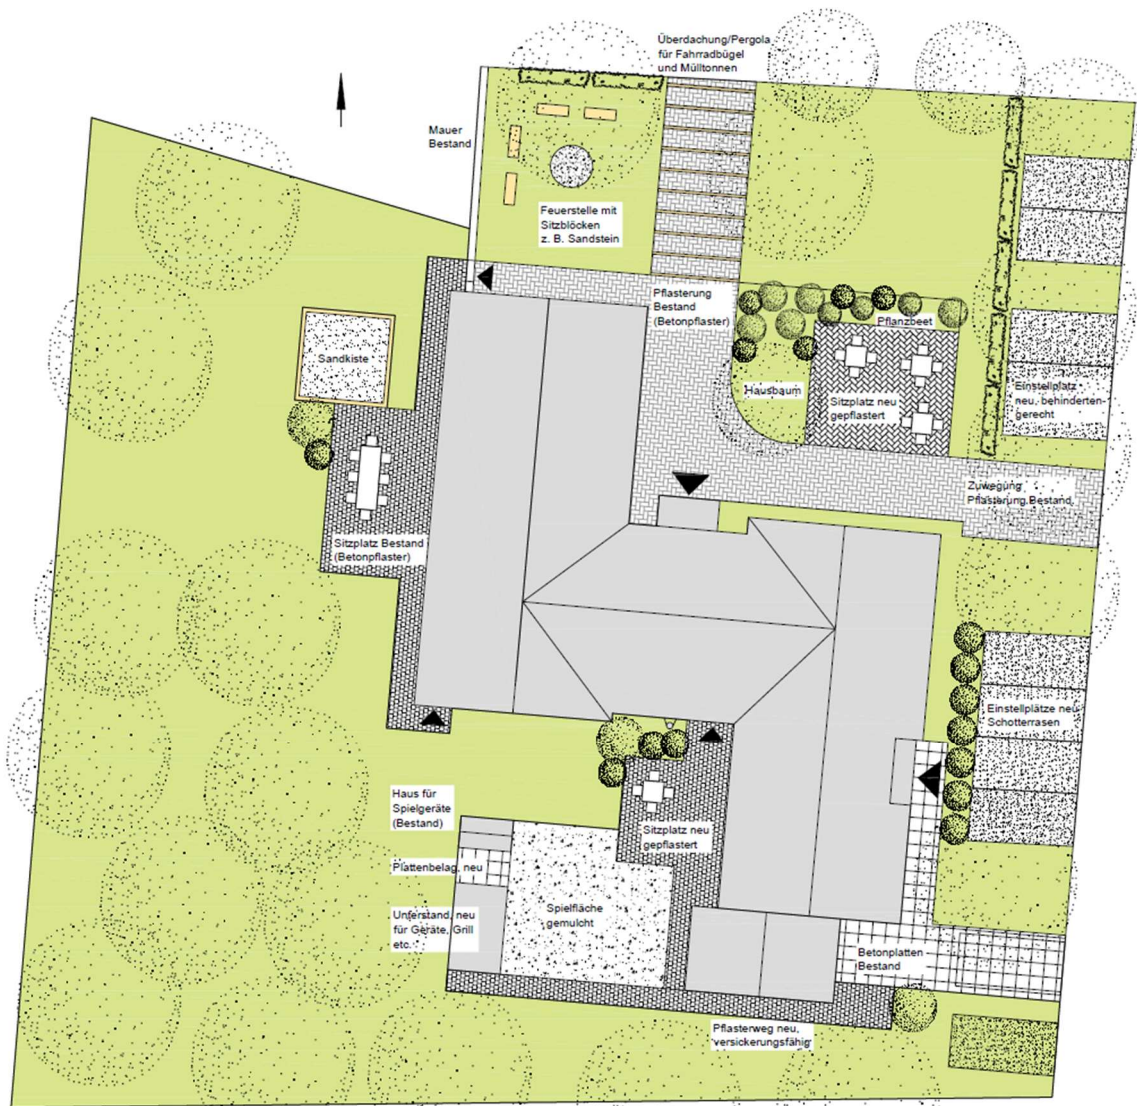 Überdachung/Pergola
für Fahrradbügel
und Mülltonnen
Mauer
Bestand
Feuerstelle mit
Sitzblöcken
z. B. Sandstein
Pflasterung
Bestand
(Betonpflaster)
Pflanzbeet
Sandkiste
Hausbaum
Sitzplatz neu
gepflastert
Einstellplatz
neu, behinderten-
gerecht
Zuwegung
Pflasterung Bestand
Sitzplatz Bestand
(Betonpflaster)
Einstellplätze neu
Schotterrasen
Haus für
Spielgeräte
(Bestand)
Sitzplatz neu
gepflastert
Plattenbelag, neu
Unterstand, neu
für Geräte, Grill
etc.
Spielfläche
gemulcht
Betonplatten
Bestand
Pflasterweg neu,
versickerungsfähig